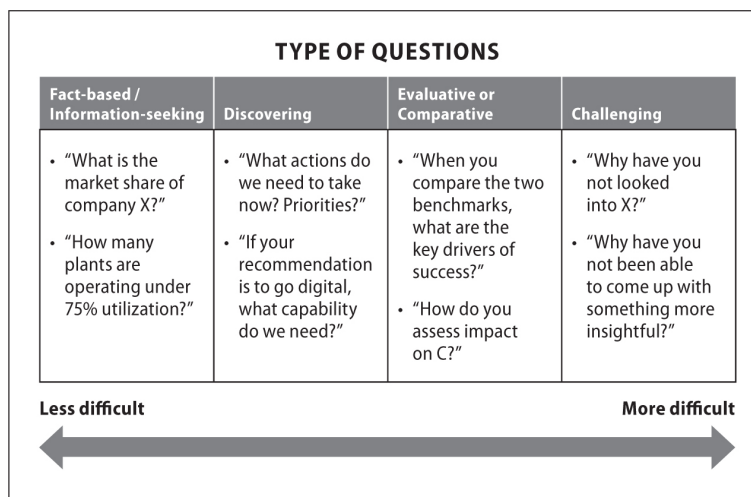 TYPE OF QUESTIONS
Fact-based /
Information-seeking
Discovering
Evaluative or
Comparative
Challenging
• “What is the
market share of
company X?”
• “How many
plants are
operating under
75% utilization?”
• “What actions do
we need to take
now? Priorities?”
• “If your
recommendation
is to go digital,
what capability
do we need?”
• “When you
compare the two
benchmarks,
what are the
key drivers of
success?”
• “How do you
assess impact
on C?”
• “Why have you
not looked
into X?”
• “Why have you
not been able
to come up with
something more
insightful?”
Less difficult
More difficult